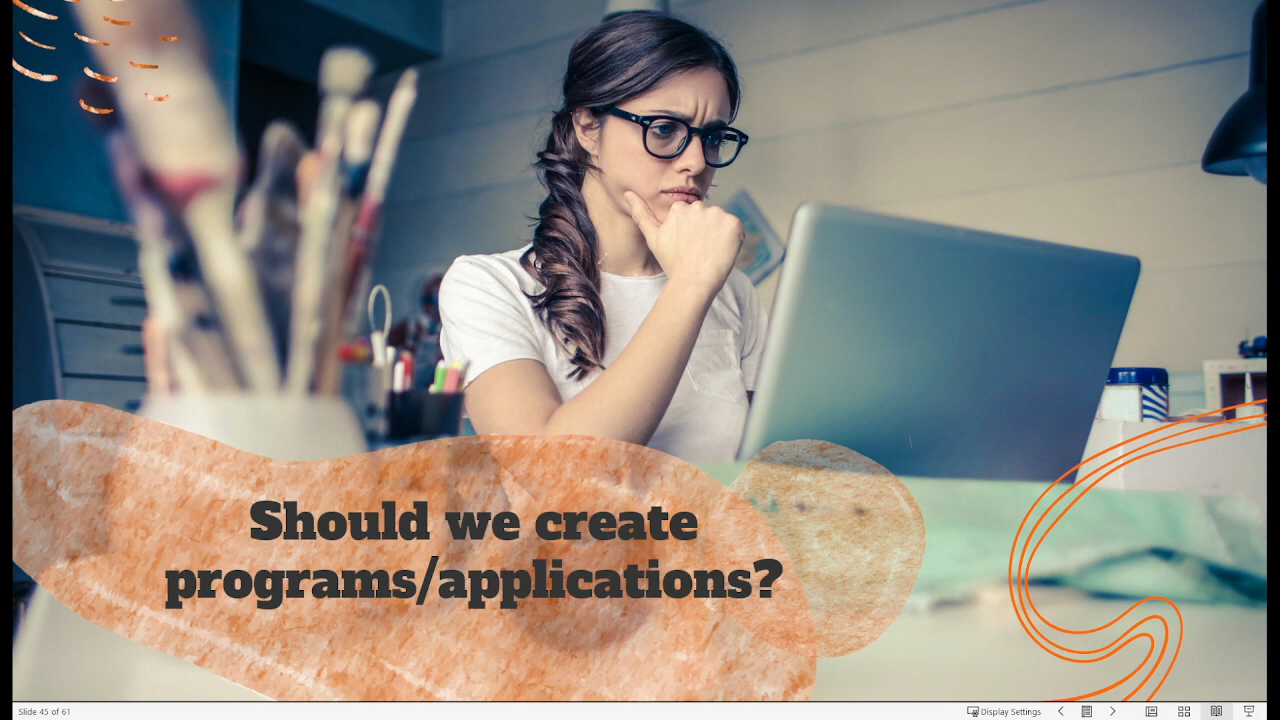 Should we create
programs/applications?
Slide 45 of 61
Display Settings